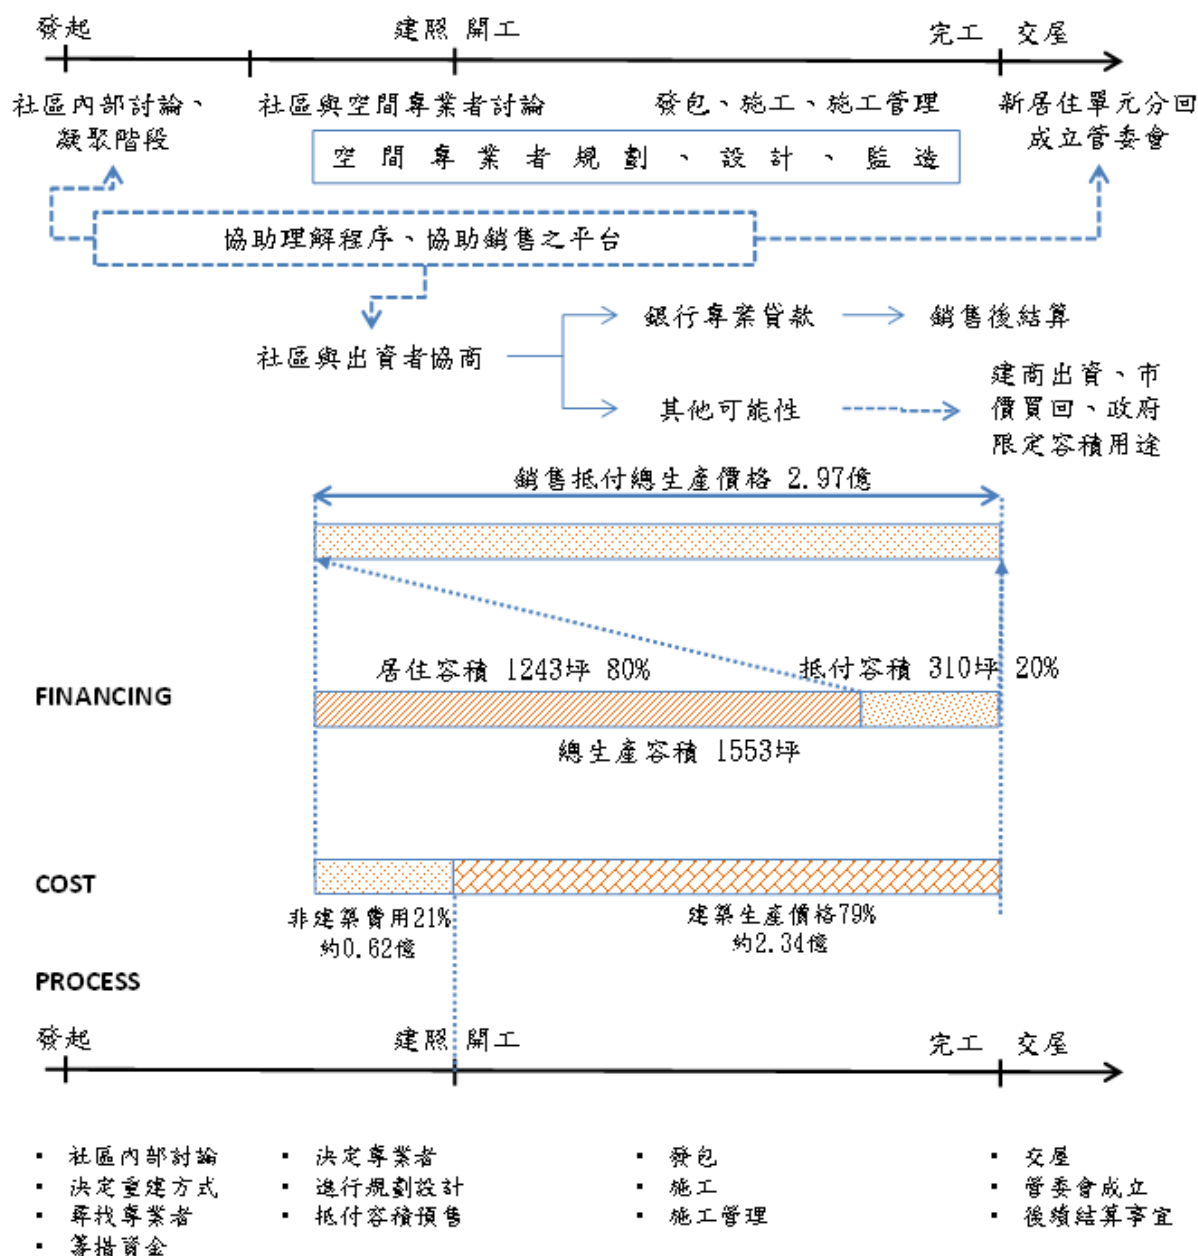 發起 建照 開工 完工 交屋
社區內部討論、
凝聚階段
社區與空間專業者討論
發包、施工、施工管理
新居住單元分回
成立管委會
空間專業者規劃、設計、監造
協助理解程序、協助銷售之平台
社區與出資者協商
銀行專業貸款
銷售後結算
其他可能性
建商出資、市
價買回、政府
限定容積用途
銷售抵付總生產價格 2.97億
居住容積 1243坪 80%
抵付容積 310坪 20%
FINANCING
總生產容積 1553坪
COST
非建築費用21%
約0.62億
建築生產價格79%
約2.34億
PROCESS
發起 建照 開工 完工 交屋
▪ 社區內部討論
▪ 決定重建方式
▪ 尋找專業者
▪ 籌措資金
▪ 決定專業者
▪ 進行規劃設計
▪ 抵付容積預售
▪ 發包
▪ 施工
▪ 施工管理
▪ 交屋
▪ 管委會成立
▪ 後續結算事宜